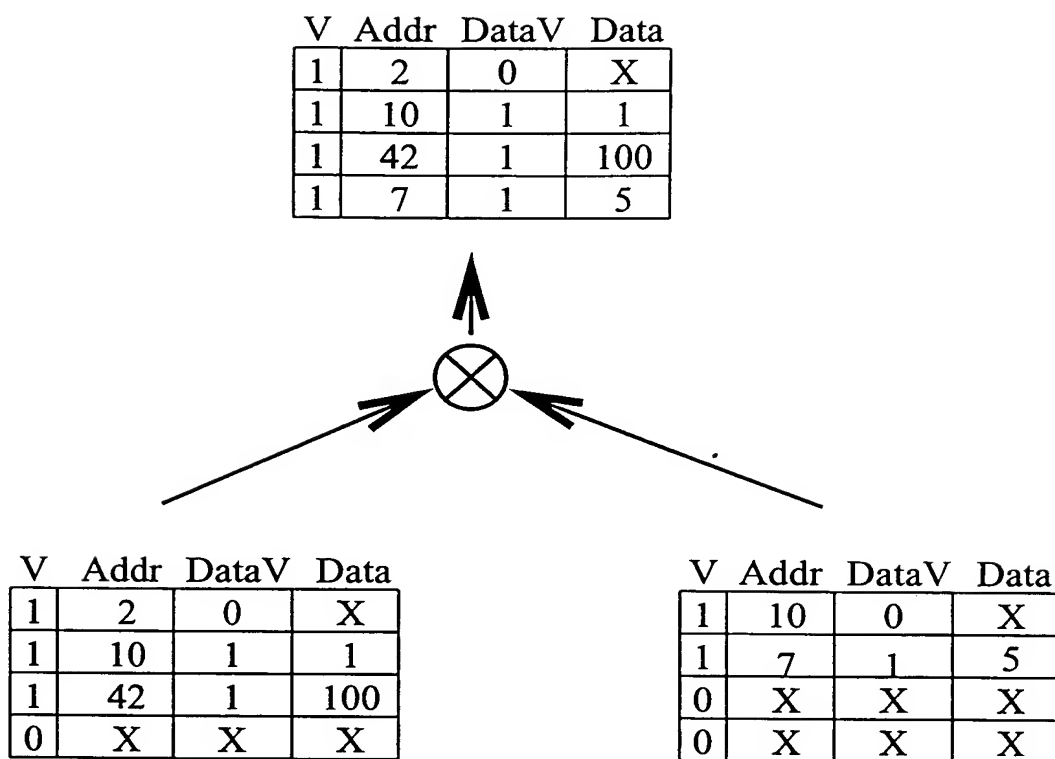 V Addr DataV Data
1 2 0 X
1 10 1 1
1 42 1 100
1 7 1 5
V Addr DataV Data
1 2 0 X
1 10 1 1
1 42 1 100
0 X X X
V Addr DataV Data
1 10 0 X
1 7 1 5
0 X X X
0 X X X